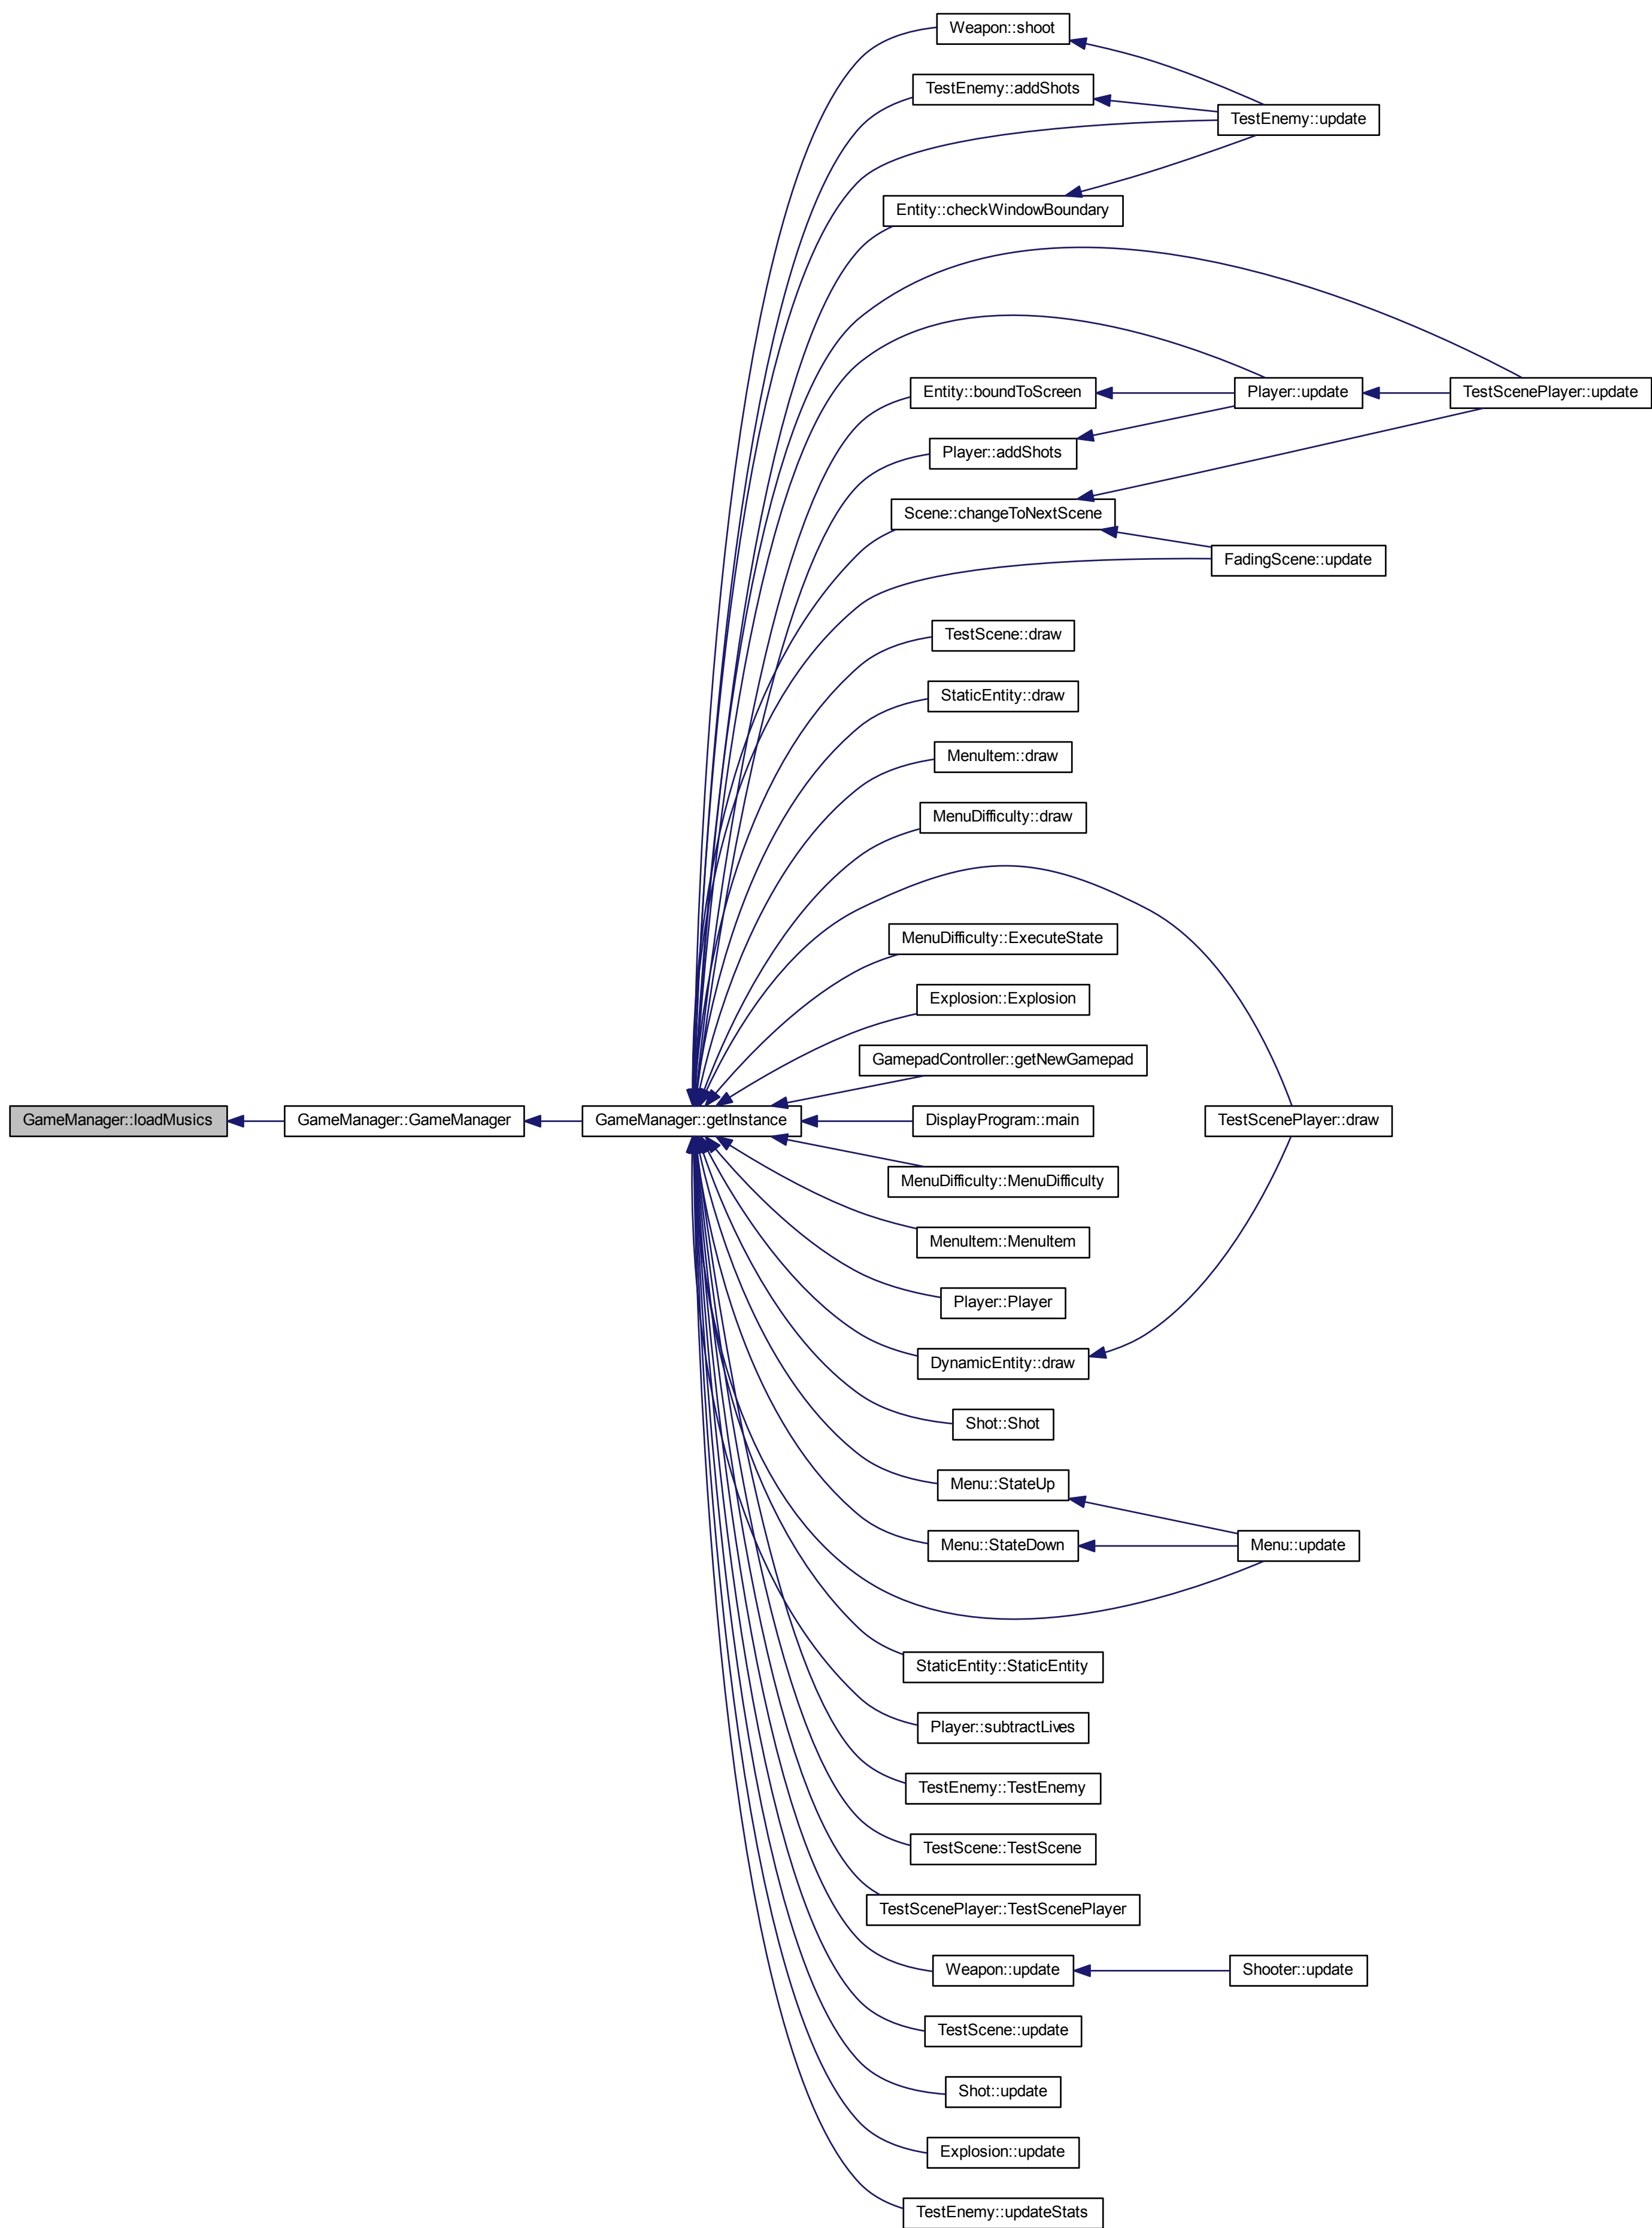 Weapon::shoot
TestEnemy::addShots
TestEnemy::update
Entity::checkWindowBoundary
Entity::boundToScreen
Player::update
TestScenePlayer::update
Player::addShots
Scene::changeToNextScene
FadingScene::update
TestScene::draw
StaticEntity::draw
MenuItem::draw
MenuDifficulty::draw
MenuDifficulty::ExecuteState
Explosion::Explosion
GamepadController::getNewGamepad
GameManager::loadMusics
GameManager::GameManager
GameManager::getInstance
DisplayProgram::main
TestScenePlayer::draw
MenuDifficulty::MenuDifficulty
MenuItem::MenuItem
Player::Player
DynamicEntity::draw
Shot::Shot
Menu::StateUp
Menu::StateDown
Menu::update
StaticEntity::StaticEntity
Player::subtractLives
TestEnemy::TestEnemy
TestScene::TestScene
TestScenePlayer::TestScenePlayer
Weapon::update
Shooter::update
TestScene::update
Shot::update
Explosion::update
TestEnemy::updateStats